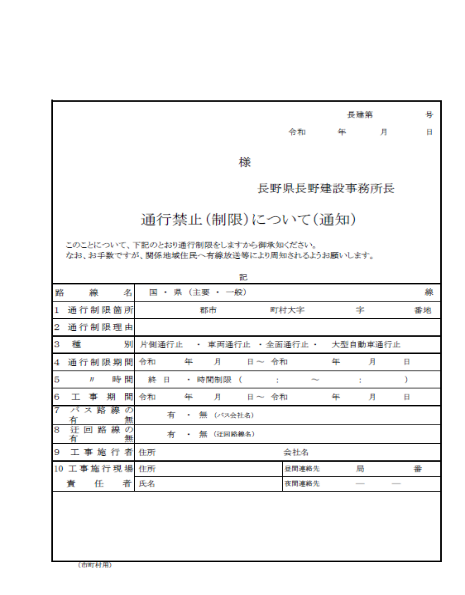 長建第 号
令和 年 月 日
様
長野県長野建設事務所長
通行禁止(制限)について(通知)
このことについて、下記のとおり通行制限をしますから御承知ください。
なお、お手数ですが、関係地域住民へ有線放送等により周知されるようお願いします。
記
路線名 国・県(主要・一般) 線
1 通行制限箇所 郡市 町村大字 字 番地
2 通行制限理由
3 種別 片側通行止 ・ 車両通行止 ・全面通行止・ 大型自動車通行止
4 通行制限期間 令和 年 月 日~ 令和 年 月 日
5 〃 時間 終日 ・時間制限( : ~ : )
6 工事期間 令和 年 月 日~ 令和 年 月 日
7 バス路線の有無 有 ・ 無 (バス会社名)
8 迂回路線の有無 有 ・ 無 (迂回路線名)
9 工事施行者 住所 会社名
10 工事施行現場 住所 昼間連絡先 局 番
責任者 氏名 夜間連絡先 ― ―
(市町村用)